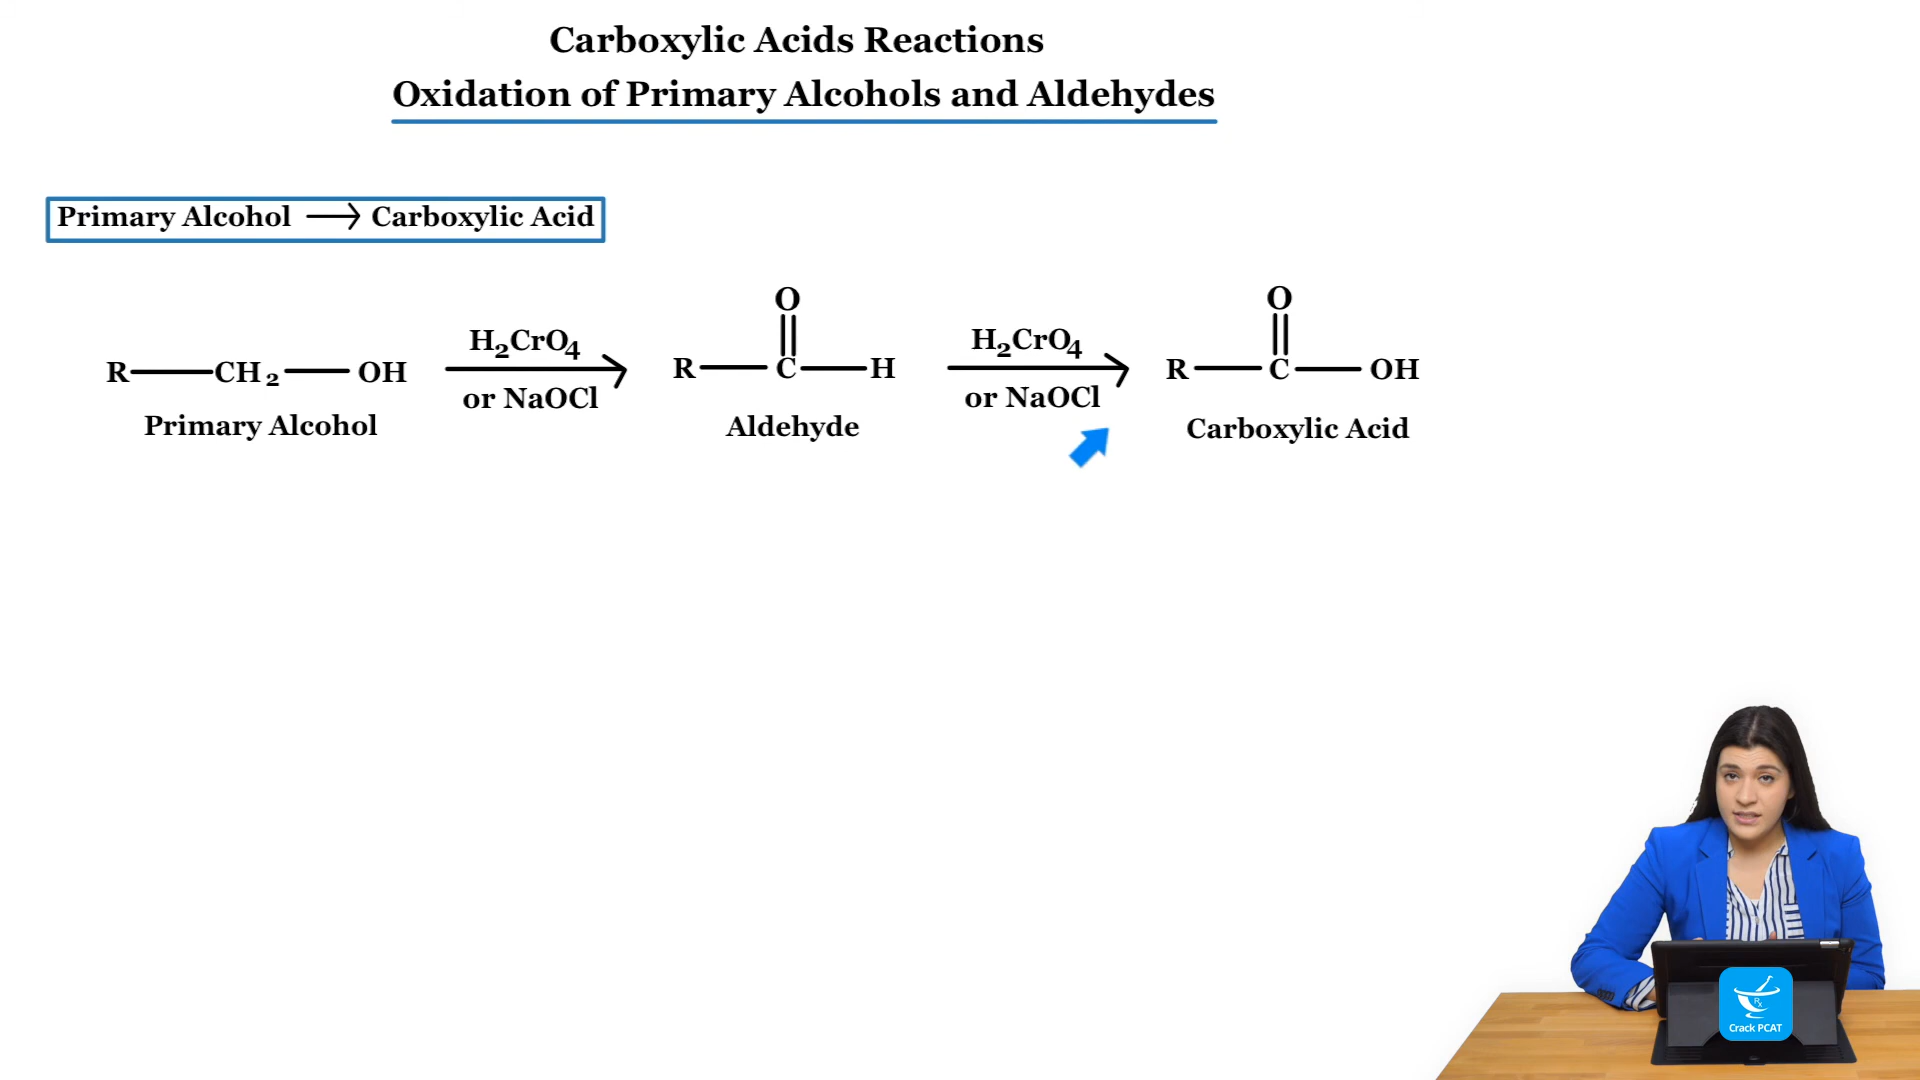 Carboxylic Acids Reactions
Oxidation of Primary Alcohols and Aldehydes
Primary Alcohol → Carboxylic Acid
O O
H₂CrO₄ H₂CrO₄
R—CH₂—OH R—C—H R—C—OH
or NaOCl or NaOCl
Primary Alcohol Aldehyde Carboxylic Acid
Rx
Crack PCAT